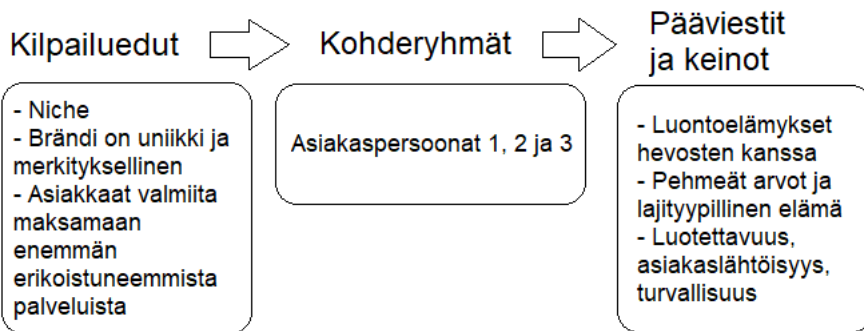 Kilpailuedut
- Niche
- Brändi on uniikki ja
merkityksellinen
- Asiakkaat valmiita
maksamaan
enemmän
erikoistuneemmista
palveluista
Kohderyhmät
Asiakaspersoonat 1, 2 ja 3
Pääviestit
ja keinot
- Luontoelämykset
hevosten kanssa
- Pehmeät arvot ja
lajityypillinen elämä
- Luotettavuus,
asiakaslähtöisyys,
turvallisuus